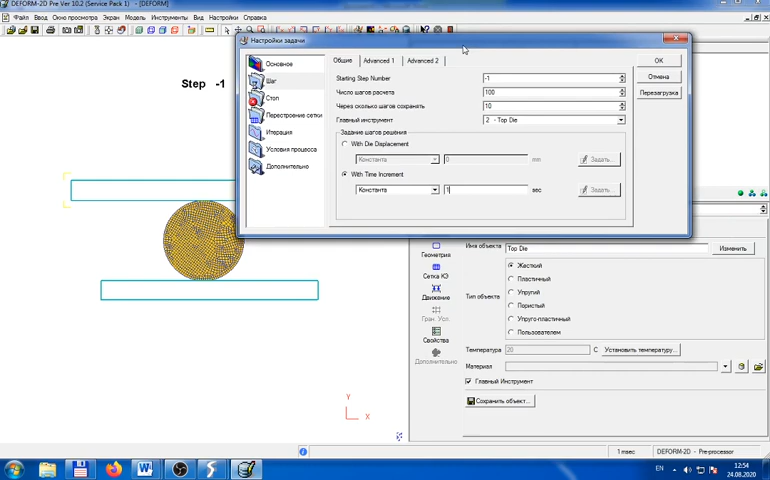 DEFORM-2D Pre Ver 10.2 (Service Pack 1) - [DEFORM]
Файл Ввод Окно просмотра Экран Модель Инструменты Вид Настройки Справка
Step -1
Настройки задачи
Основное
Шаг
Стоп
Перестроение сетки
Итерация
Условия процесса
Дополнительно
Общие Advanced 1 Advanced 2
Starting Step Number -1
Число шагов расчета 100
Через сколько шагов сохранять 10
Главный инструмент 2 - Top Die
Задание шагов решения
With Die Displacement
Константа 0 mm Задать...
With Time Increment
Константа 1 sec Задать...
OK
Отмена
Перезагрузка
Геометрия
Сетка КЭ
Движение
Гран. Усл.
Свойства
Дополнительно
Имя объекта Top Die Изменить
Тип объекта
Жесткий
Пластичный
Упругий
Пористый
Упруго-пластичный
Пользователем
Температура 20 C Установить температуру...
Материал
Главный Инструмент
Сохранить объект...
Y
X
1 msec DEFORM-2D - Pre-processor
EN
12:54
24.08.2020